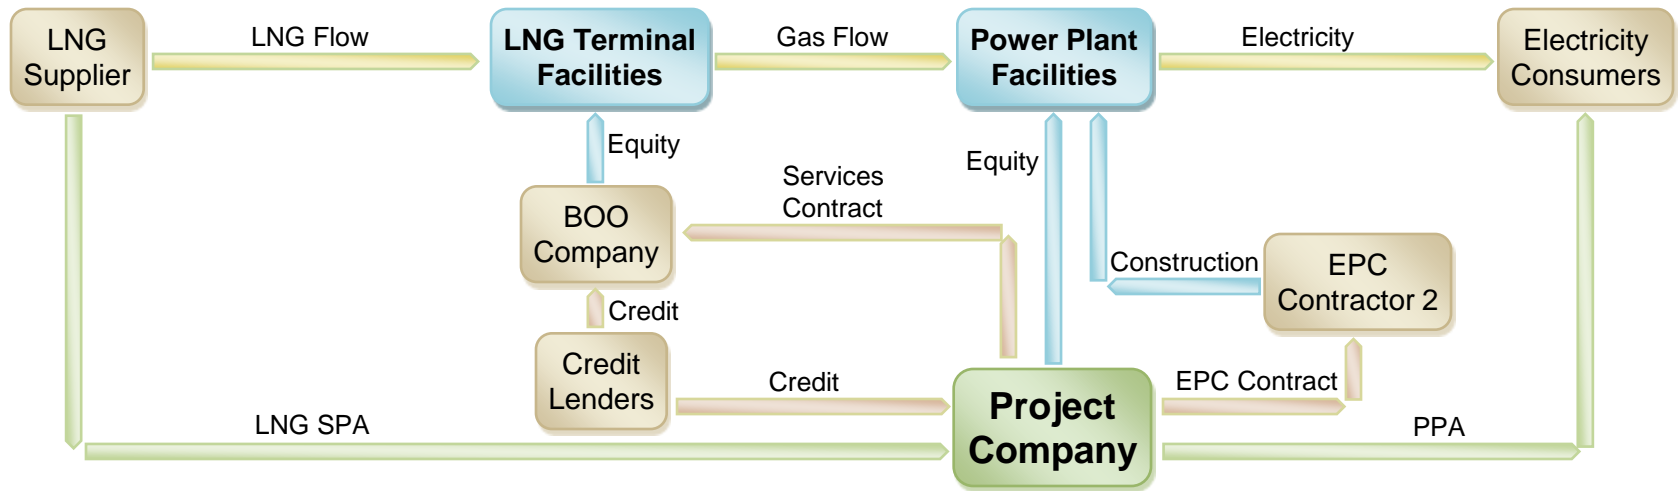 LNG
Supplier
LNG Flow
LNG Terminal
Facilities
Gas Flow
Power Plant
Facilities
Electricity
Electricity
Consumers
Equity
Equity
Services
Contract
BOO
Company
Construction
EPC
Contractor 2
Credit
Credit
Lenders
Credit
Project
Company
EPC Contract
LNG SPA
PPA